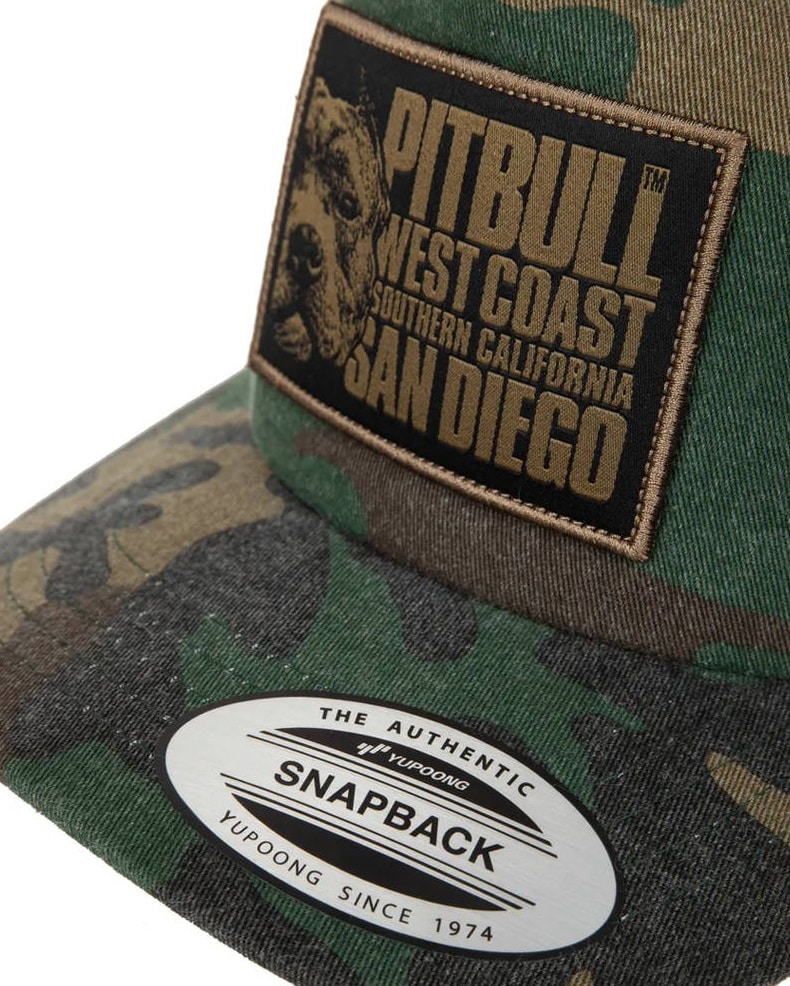 PITBULL™
WEST COAST
SOUTHERN CALIFORNIA
SAN DIEGO
THE AUTHENTIC
YUPOONG
SNAPBACK
YUPOONG SINCE 1974